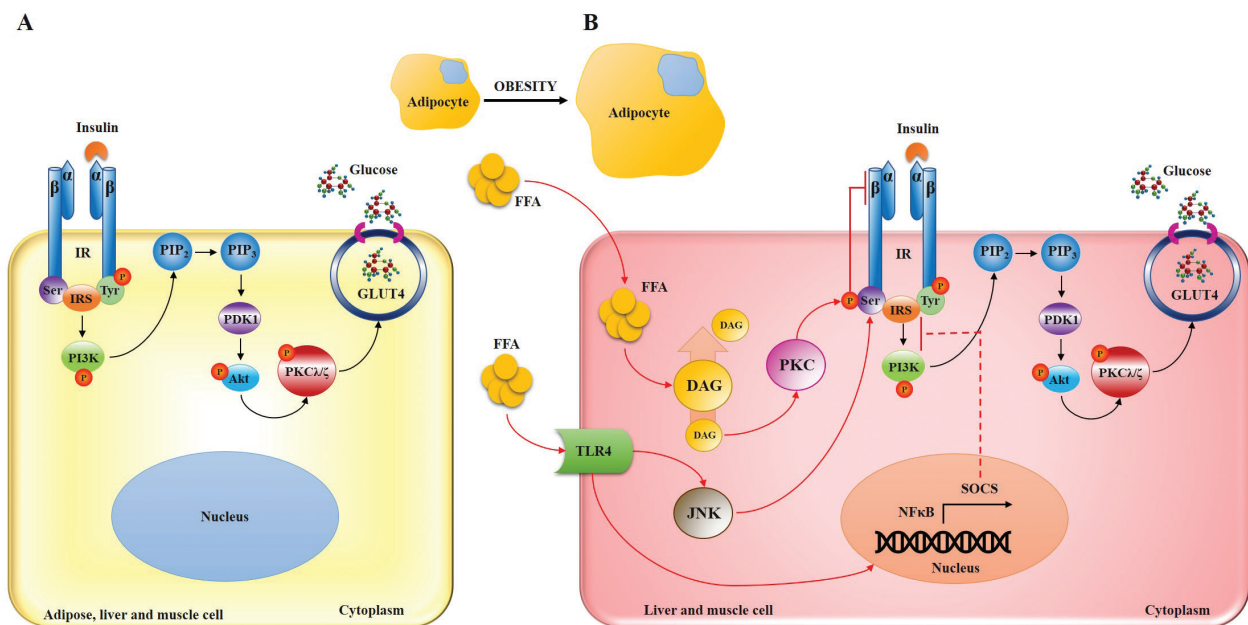 A
B
OBESITY
Adipocyte
Adipocyte
Insulin
β
α
α
β
Glucose
IR
PIP2
PIP3
P
Ser
IRS
Tyr
GLUT4
PDK1
PI3K
P
P
Akt
P
PKCλ/ζ
Nucleus
Adipose, liver and muscle cell
Cytoplasm
FFA
FFA
FFA
TLR4
DAG
DAG
DAG
PKC
JNK
Insulin
β
α
α
β
Glucose
IR
PIP2
PIP3
P
P
Ser
IRS
Tyr
GLUT4
PDK1
PI3K
P
P
Akt
P
PKCλ/ζ
SOCS
NFκB
Nucleus
Liver and muscle cell
Cytoplasm